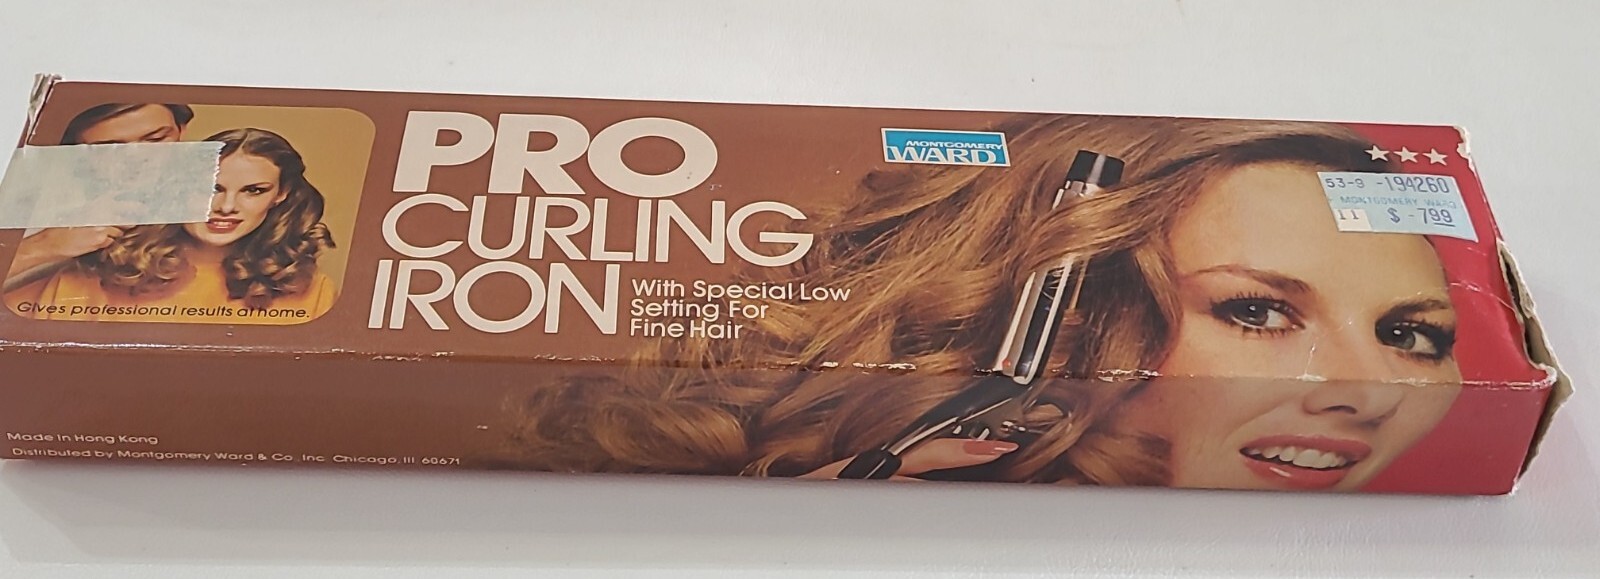 PRO
CURLING
IRON
With Special Low
Setting For
Fine Hair
Gives professional results at home.
MONTGOMERY
WARD
53-9 -194260
MONTGOMERY WARD
11 $ -799
Made in Hong Kong
Distributed by Montgomery Ward & Co Inc Chicago, Ill 60671